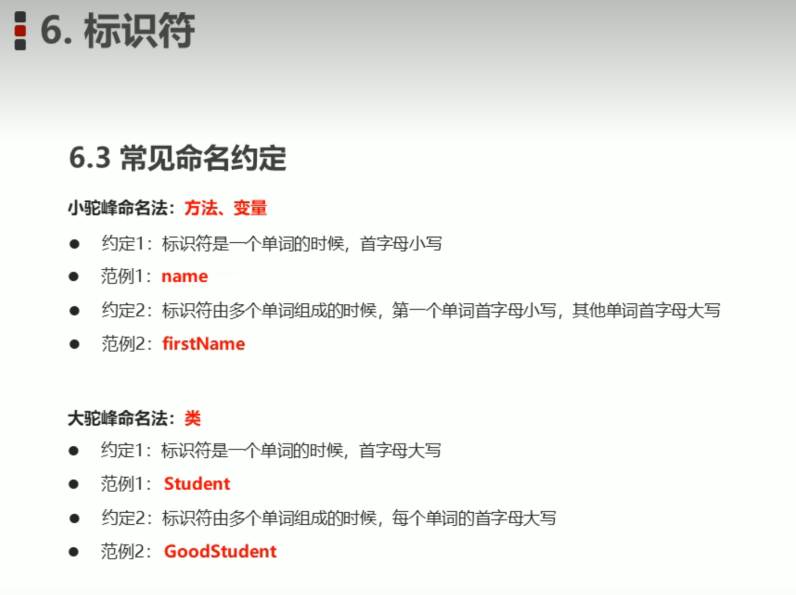 6. 标识符
6.3 常见命名约定
小驼峰命名法：方法、变量
● 约定1：标识符是一个单词的时候，首字母小写
● 范例1：name
● 约定2：标识符由多个单词组成的时候，第一个单词首字母小写，其他单词首字母大写
● 范例2：firstName
大驼峰命名法：类
● 约定1：标识符是一个单词的时候，首字母大写
● 范例1：Student
● 约定2：标识符由多个单词组成的时候，每个单词的首字母大写
● 范例2：GoodStudent